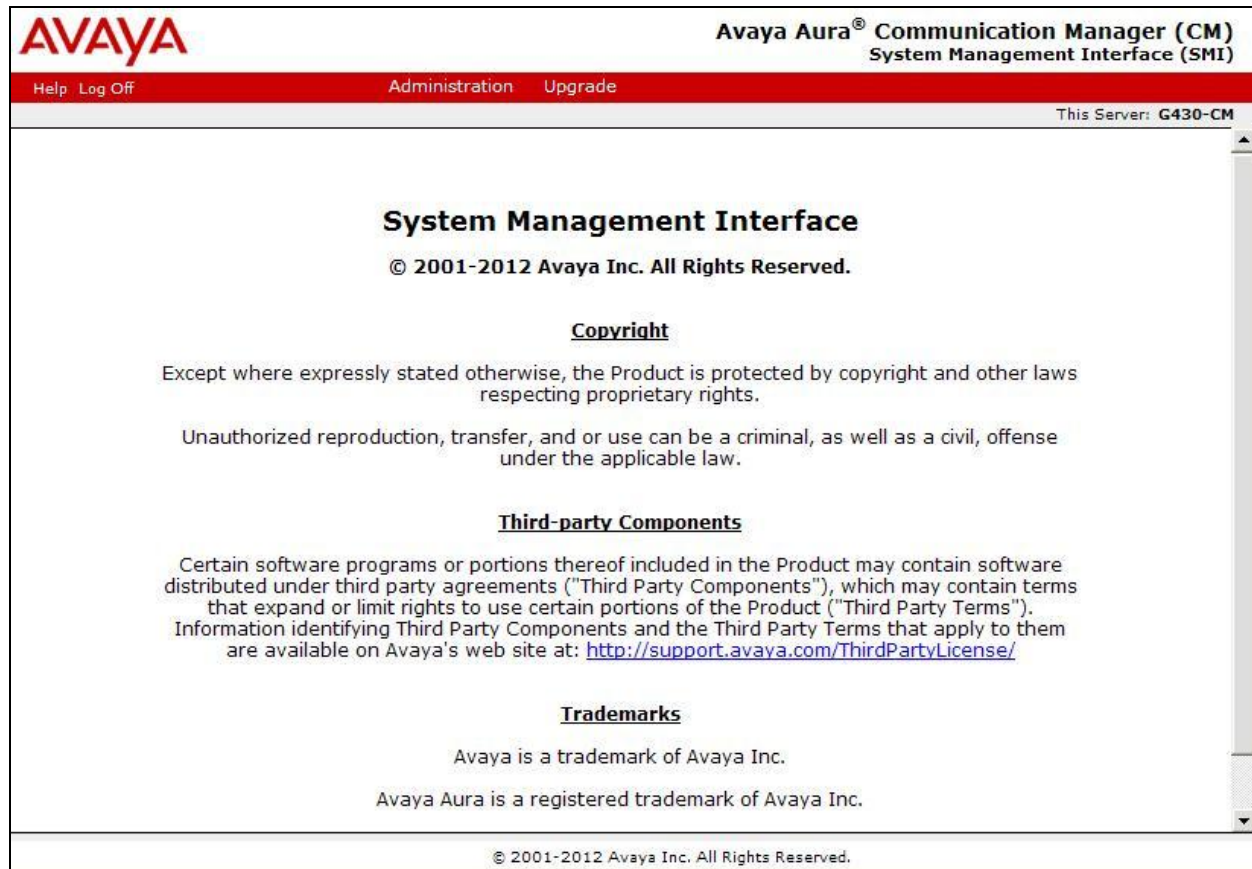 AVAYA
Avaya Aura® Communication Manager (CM)
System Management Interface (SMI)
Help Log Off Administration Upgrade
This Server: G430-CM
System Management Interface
© 2001-2012 Avaya Inc. All Rights Reserved.
Copyright
Except where expressly stated otherwise, the Product is protected by copyright and other laws
respecting proprietary rights.
Unauthorized reproduction, transfer, and or use can be a criminal, as well as a civil, offense
under the applicable law.
Third-party Components
Certain software programs or portions thereof included in the Product may contain software
distributed under third party agreements ("Third Party Components"), which may contain terms
that expand or limit rights to use certain portions of the Product ("Third Party Terms").
Information identifying Third Party Components and the Third Party Terms that apply to them
are available on Avaya's web site at: http://support.avaya.com/ThirdPartyLicense/
Trademarks
Avaya is a trademark of Avaya Inc.
Avaya Aura is a registered trademark of Avaya Inc.
© 2001-2012 Avaya Inc. All Rights Reserved.